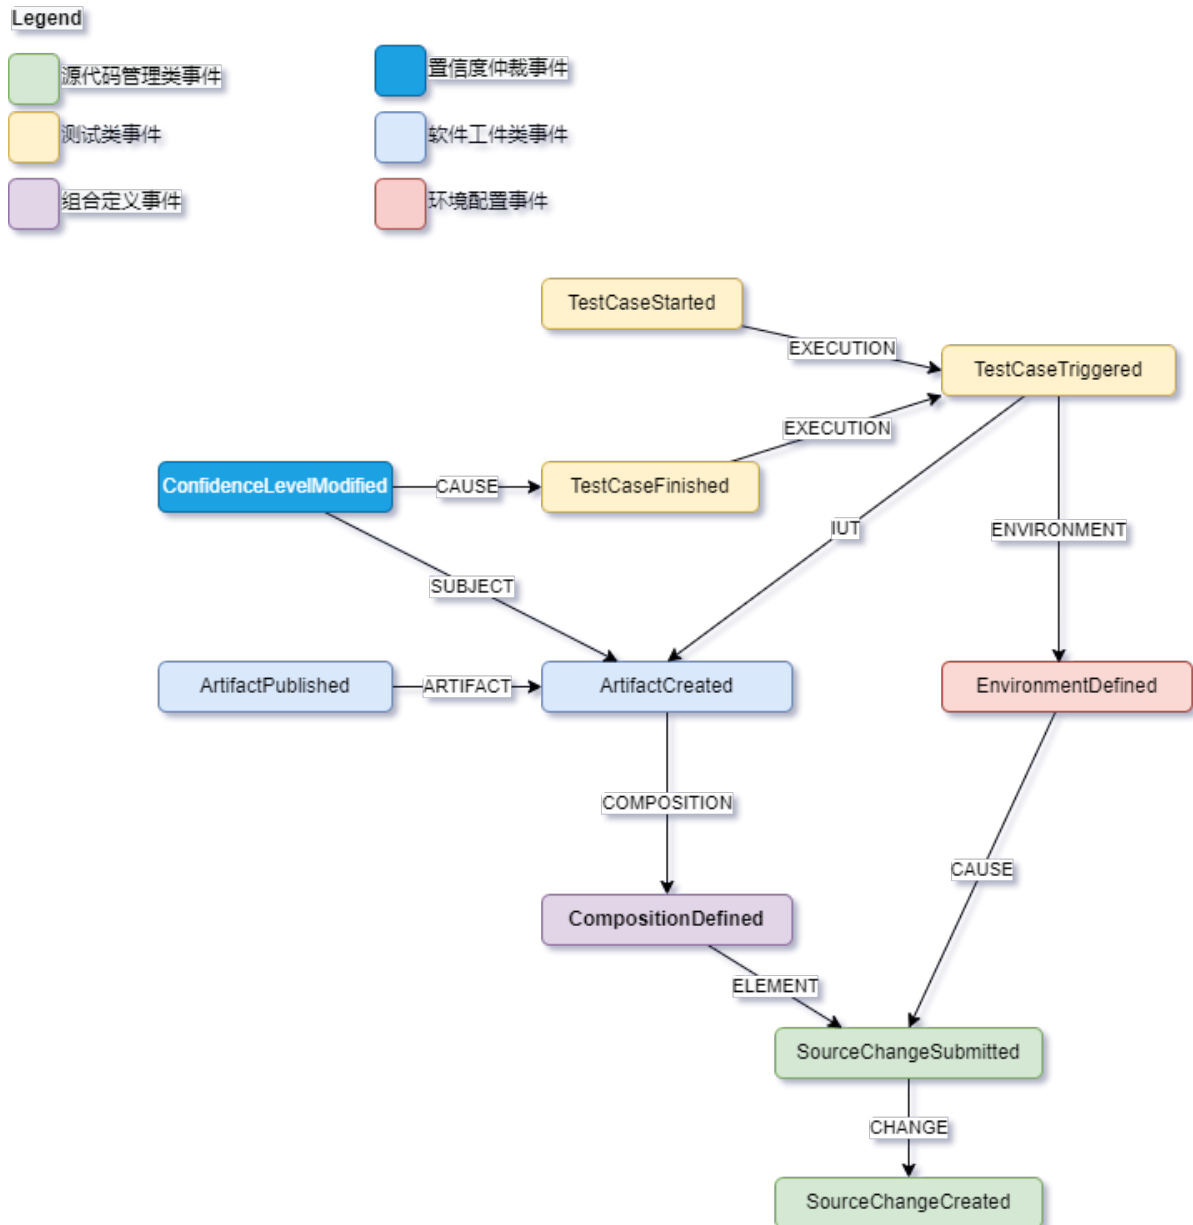 Legend
源代码管理类事件
置信度仲裁事件
测试类事件
软件工件类事件
组合定义事件
环境配置事件
TestCaseStarted
EXECUTION
TestCaseTriggered
EXECUTION
ConfidenceLevelModified
CAUSE
TestCaseFinished
IUT
ENVIRONMENT
SUBJECT
ArtifactPublished
ARTIFACT
ArtifactCreated
EnvironmentDefined
COMPOSITION
CAUSE
CompositionDefined
ELEMENT
SourceChangeSubmitted
CHANGE
SourceChangeCreated